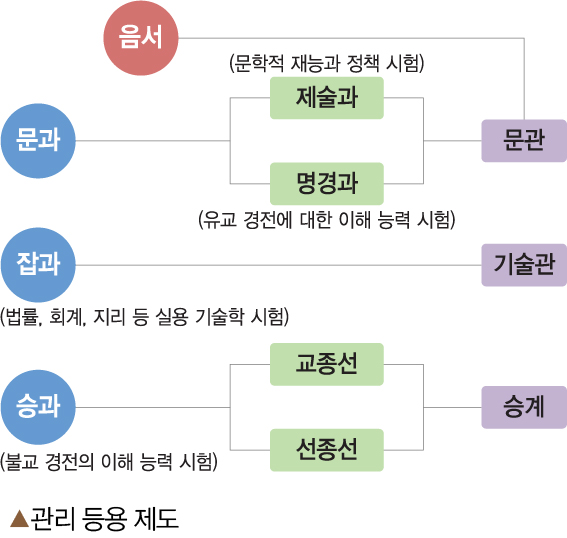 음서
(문학적 재능과 정책 시험)
제술과
문과
문관
명경과
(유교 경전에 대한 이해 능력 시험)
잡과
기술관
(법률, 회계, 지리 등 실용 기술학 시험)
교종선
승과
승계
선종선
(불교 경전의 이해 능력 시험)
▲관리 등용 제도